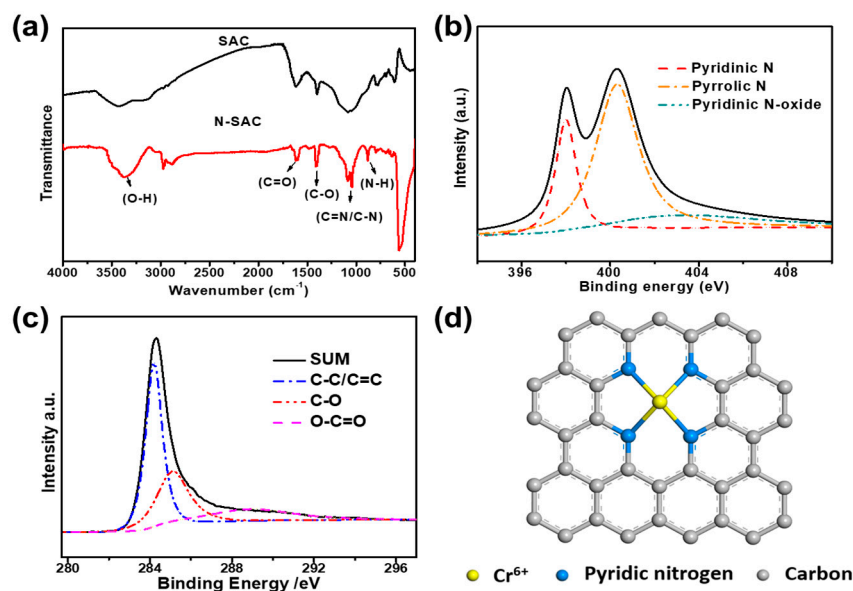 (a)
SAC
N-SAC
(O-H)
(C=O)
(C-O)
(C=N/C-N)
(N-H)
Transmittance
4000 3500 3000 2500 2000 1500 1000 500
Wavenumber (cm-1)
(b)
Pyridinic N
Pyrrolic N
Pyridinic N-oxide
Intensity (a.u.)
396 400 404 408
Binding energy (eV)
(c)
SUM
C-C/C=C
C-O
O-C=O
Intensity a.u.
280 284 288 292 296
Binding Energy /eV
(d)
Cr6+ Pyridic nitrogen Carbon